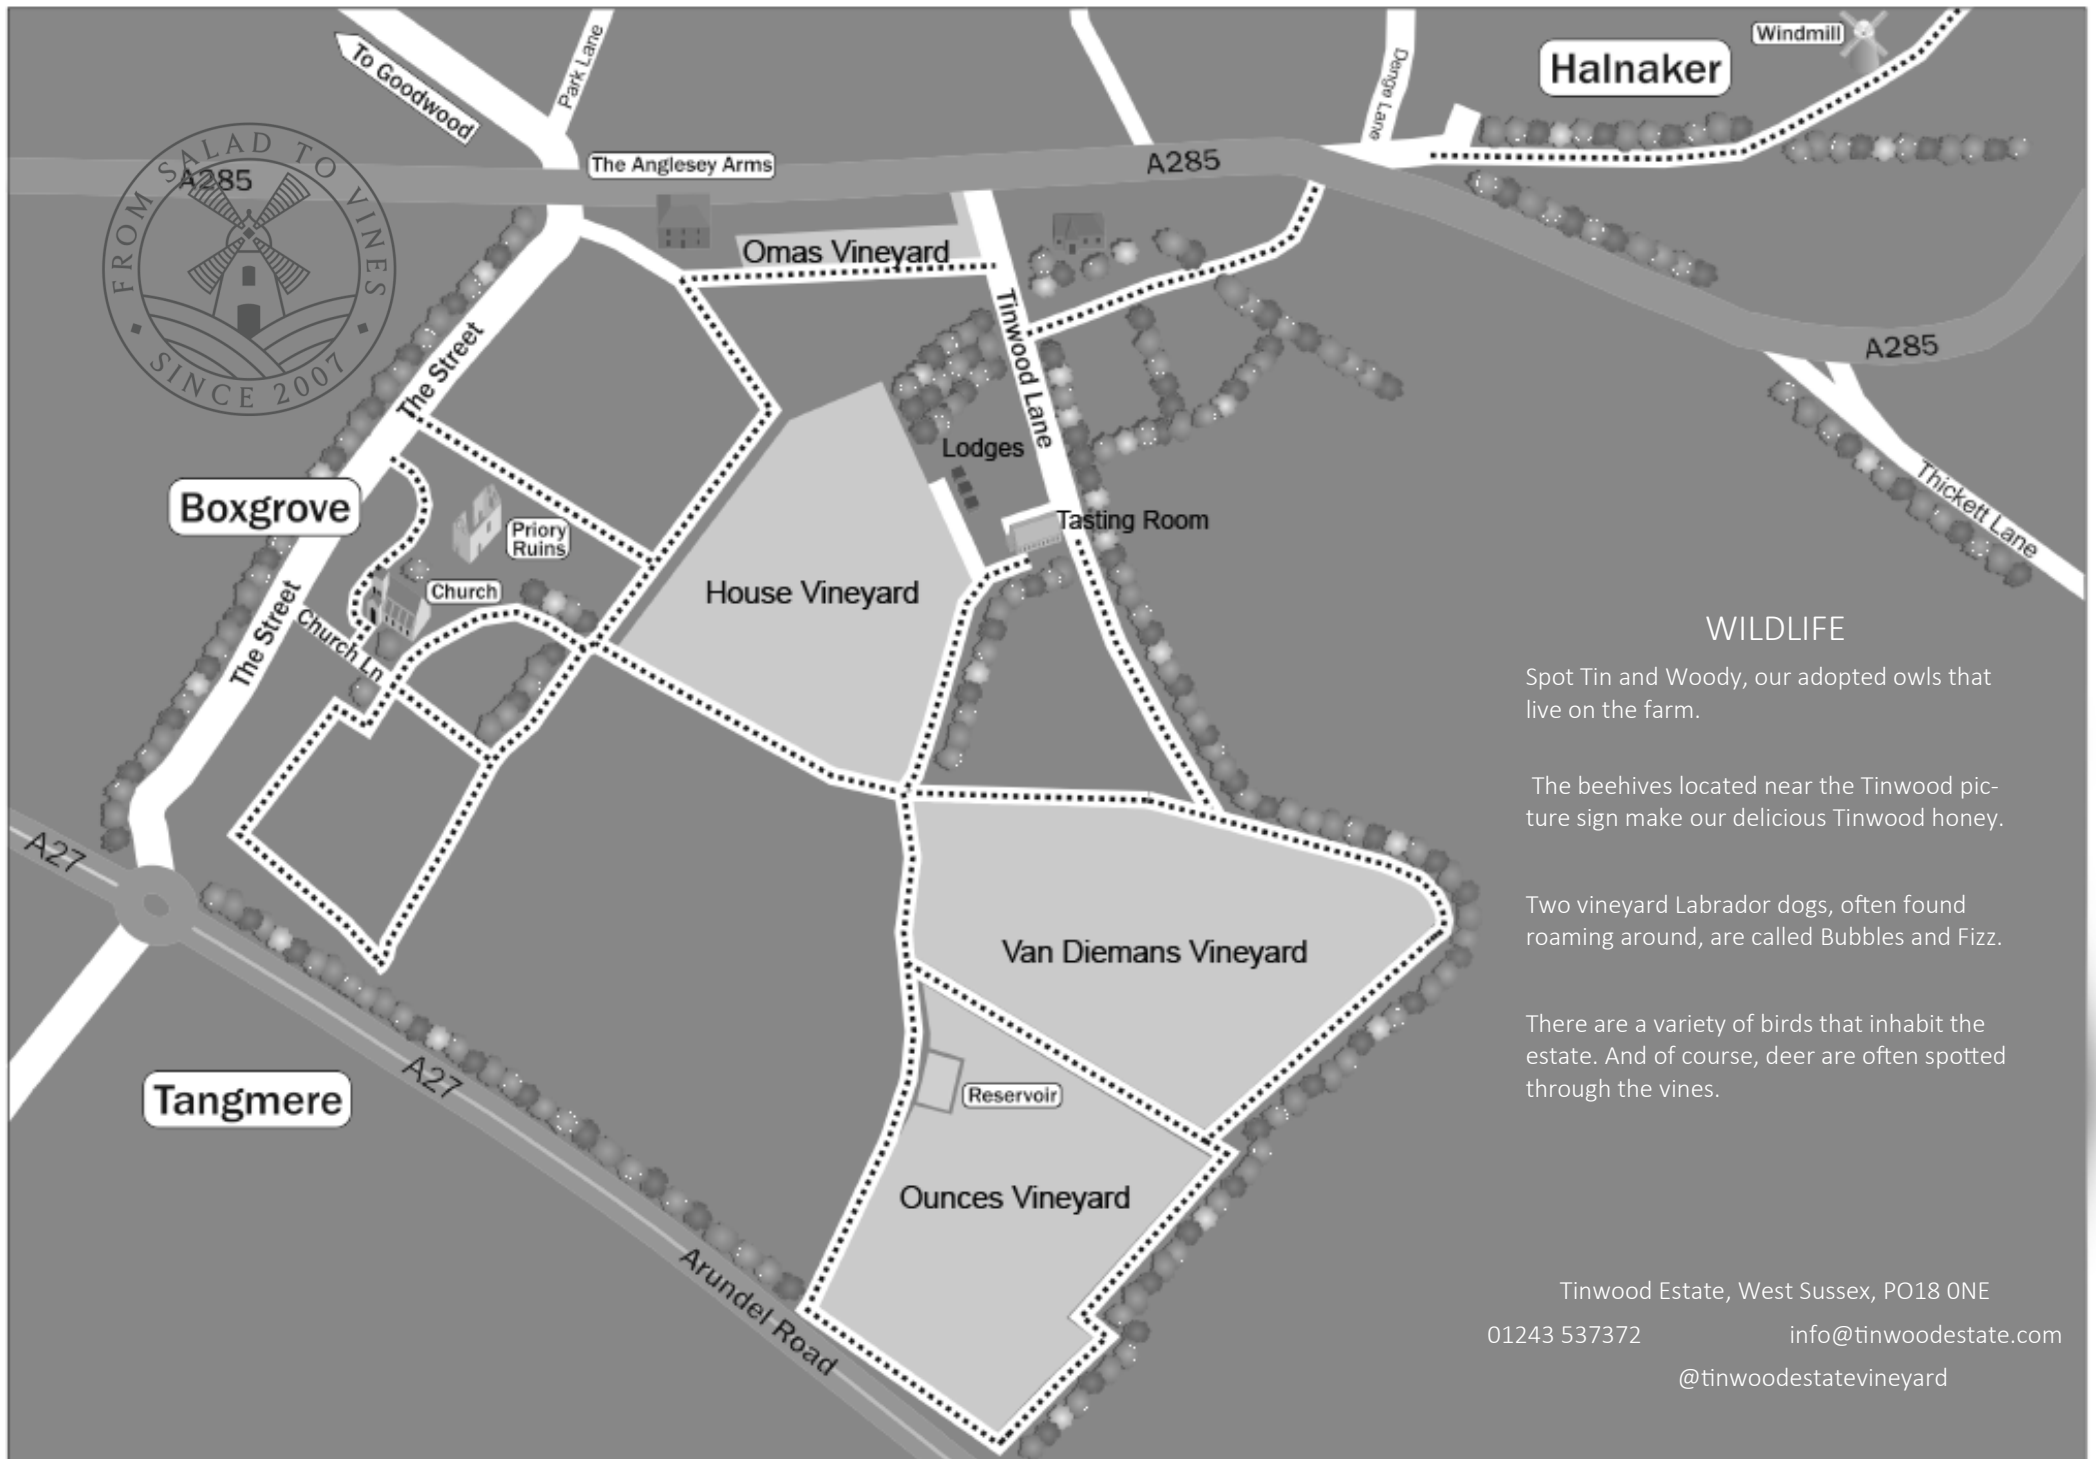 Windmill
Halnaker
To Goodwood
Park Lane
Denge Lane
FROM SALAD TO VINES
SINCE 2007
A285
The Anglesey Arms
A285
Omas Vineyard
Tinwood Lane
A285
The Street
Lodges
Boxgrove
Priory
Ruins
Tasting Room
Thickett Lane
Church
House Vineyard
The Street
Church Ln
WILDLIFE
Spot Tin and Woody, our adopted owls that
live on the farm.
The beehives located near the Tinwood pic-
ture sign make our delicious Tinwood honey.
Two vineyard Labrador dogs, often found
roaming around, are called Bubbles and Fizz.
There are a variety of birds that inhabit the
estate. And of course, deer are often spotted
through the vines.
A27
Van Diemans Vineyard
Tangmere
A27
Reservoir
Ounces Vineyard
Arundel Road
Tinwood Estate, West Sussex, PO18 0NE
01243 537372 info@tinwoodestate.com
@tinwoodestatevineyard